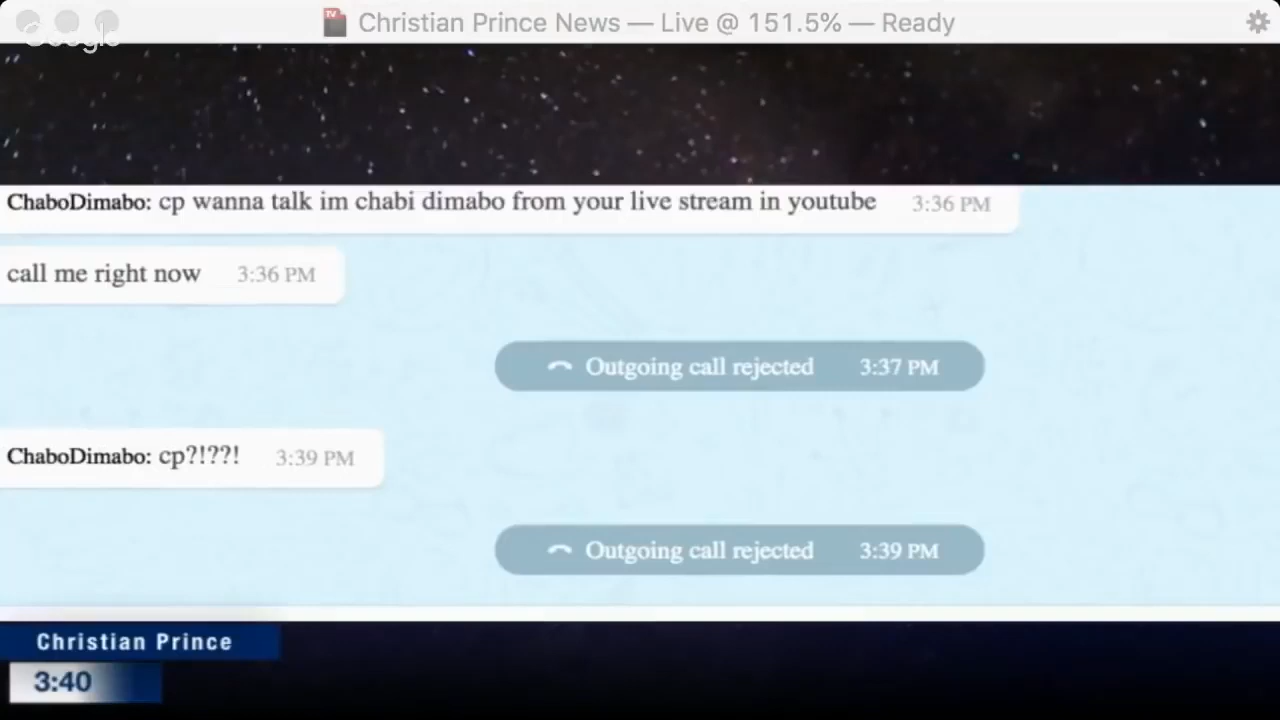 Christian Prince News — Live @ 151.5% — Ready
Google
ChaboDimabo: cp wanna talk im chabi dimabo from your live stream in youtube 3:36 PM
call me right now 3:36 PM
Outgoing call rejected 3:37 PM
ChaboDimabo: cp?!??! 3:39 PM
Outgoing call rejected 3:39 PM
Christian Prince
3:40